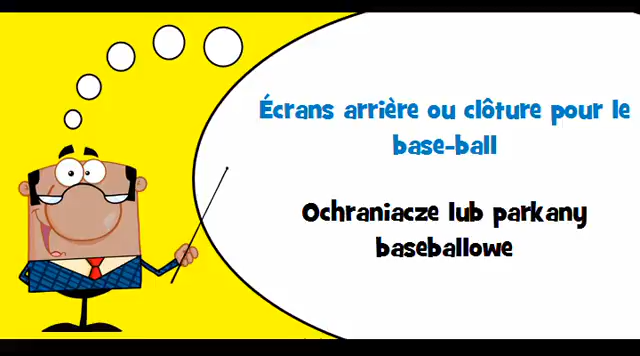 Écrans arrière ou clôture pour le
base-ball
Ochraniacze lub parkany
baseballowe